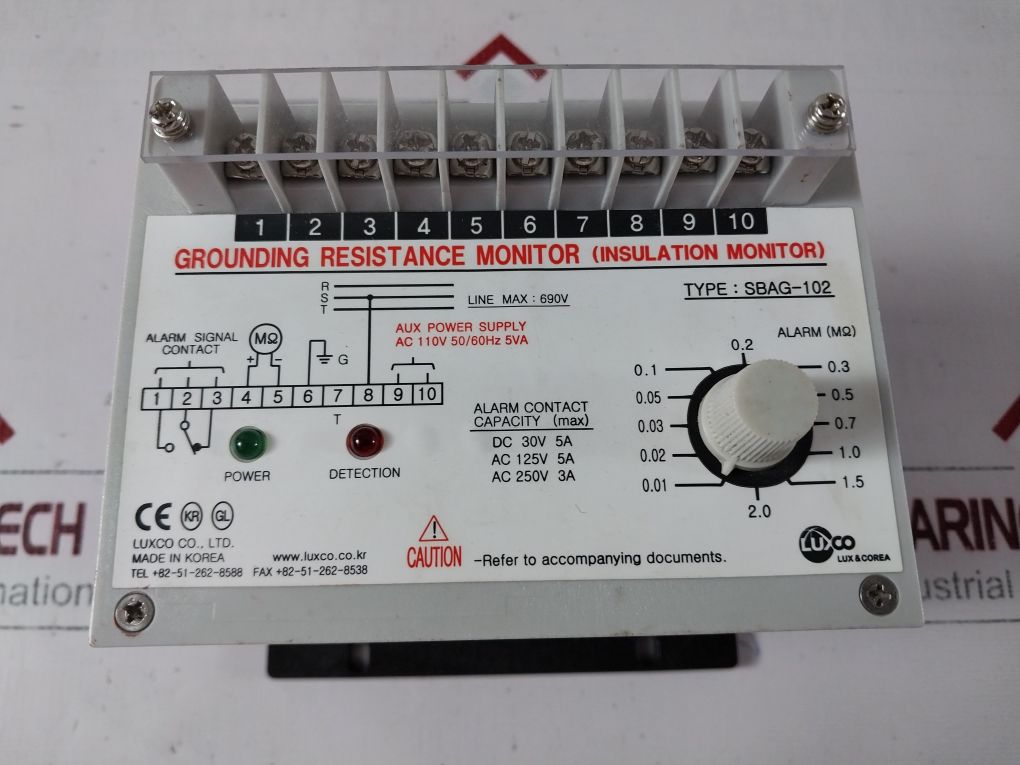 1 2 3 4 5 6 7 8 9 10
GROUNDING RESISTANCE MONITOR (INSULATION MONITOR)
R
S
T
LINE MAX : 690V
TYPE : SBAG-102
AUX POWER SUPPLY
AC 110V 50/60Hz 5VA
ALARM SIGNAL
CONTACT
MΩ
+ -
G
1 2 3 4 5 6 7 8 9 10
T
POWER
DETECTION
ALARM CONTACT
CAPACITY (max)
DC 30V 5A
AC 125V 5A
AC 250V 3A
ALARM (MΩ)
0.2
0.1
0.3
0.05
0.5
0.03
0.7
0.02
1.0
0.01
1.5
2.0
CE KR GL
LUXCO CO., LTD.
MADE IN KOREA
www.luxco.co.kr
TEL +82-51-262-8588 FAX +82-51-262-8538
CAUTION
-Refer to accompanying documents.
LUXCO
LUX & COREA
ECH
ARING
nation
ustrial